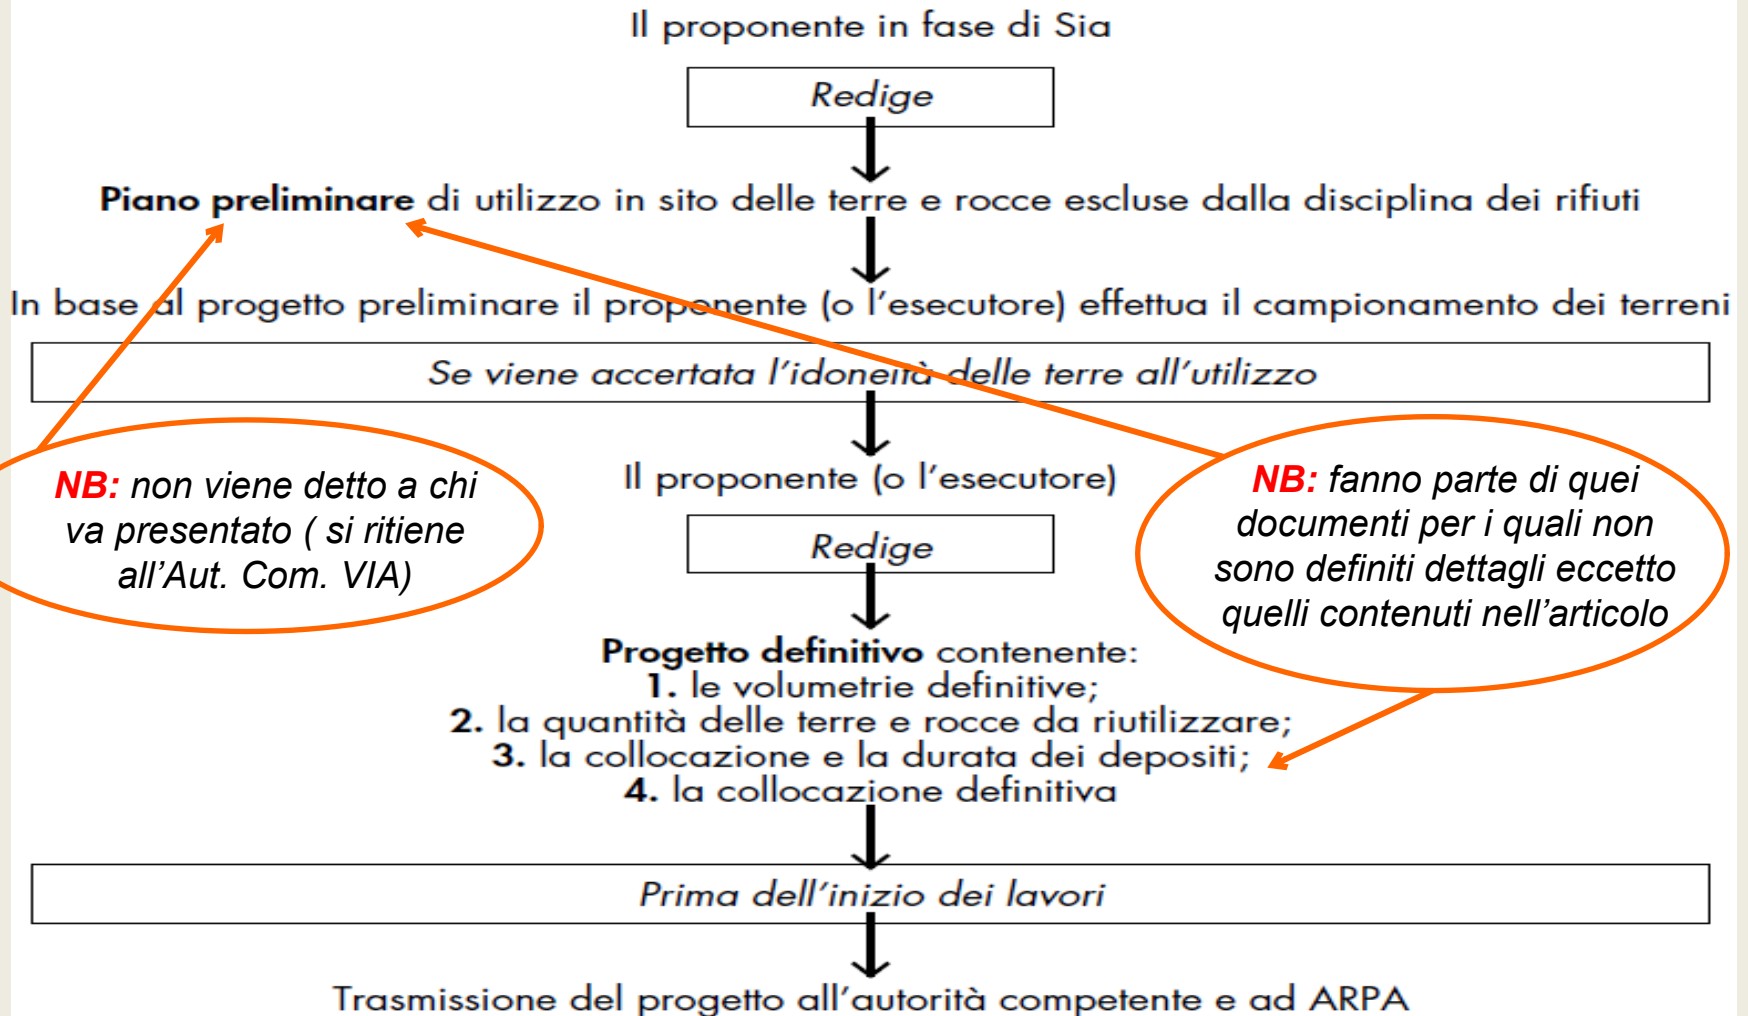 Il proponente in fase di Sia
Redige
Piano preliminare di utilizzo in sito delle terre e rocce escluse dalla disciplina dei rifiuti
In base al progetto preliminare il proponente (o l'esecutore) effettua il campionamento dei terreni
Se viene accertata l'idoneità delle terre all'utilizzo
NB: non viene detto a chi
va presentato ( si ritiene
all'Aut. Com. VIA)
Il proponente (o l'esecutore)
NB: fanno parte di quei
documenti per i quali non
sono definiti dettagli eccetto
quelli contenuti nell'articolo
Redige
Progetto definitivo contenente:
1. le volumetrie definitive;
2. la quantità delle terre e rocce da riutilizzare;
3. la collocazione e la durata dei depositi;
4. la collocazione definitiva
Prima dell'inizio dei lavori
Trasmissione del progetto all'autorità competente e ad ARPA